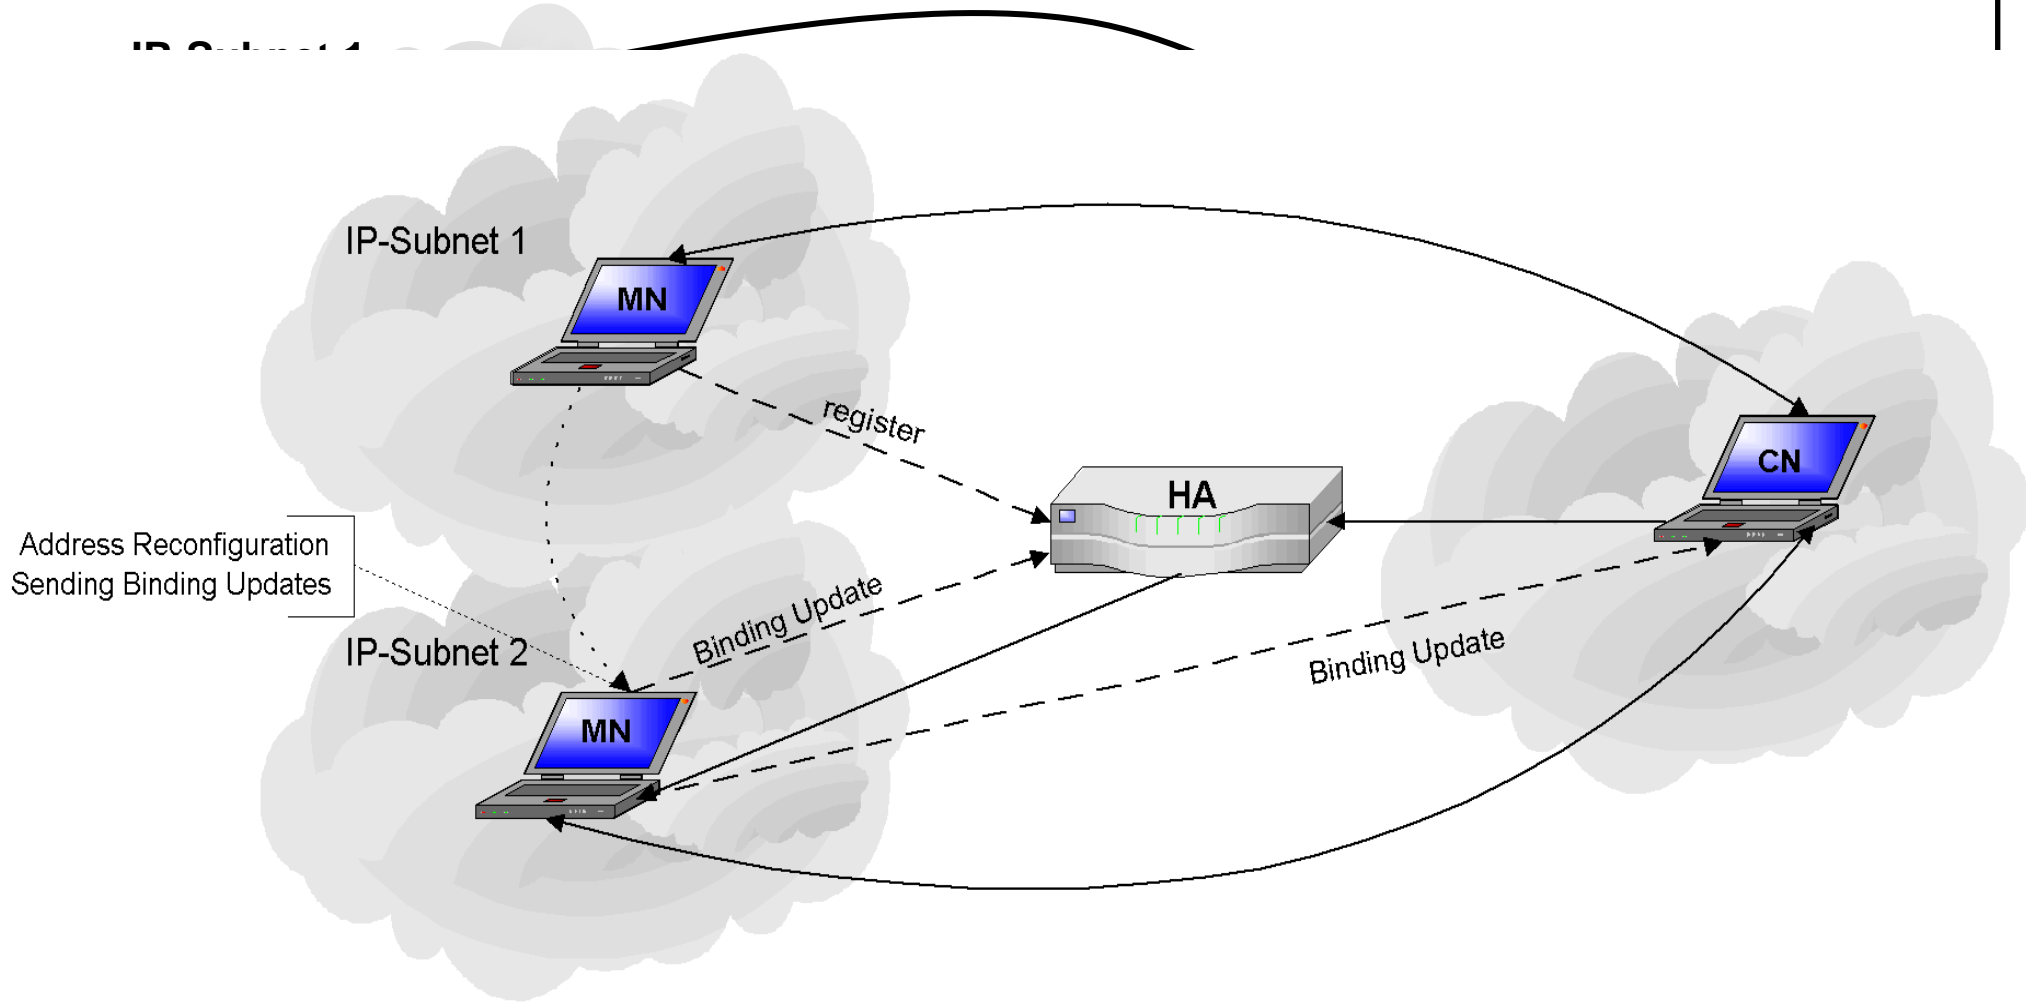 IP-Subnet 1
MN
register
HA
CN
Address Reconfiguration
Sending Binding Updates
Binding Update
IP-Subnet 2
Binding Update
MN